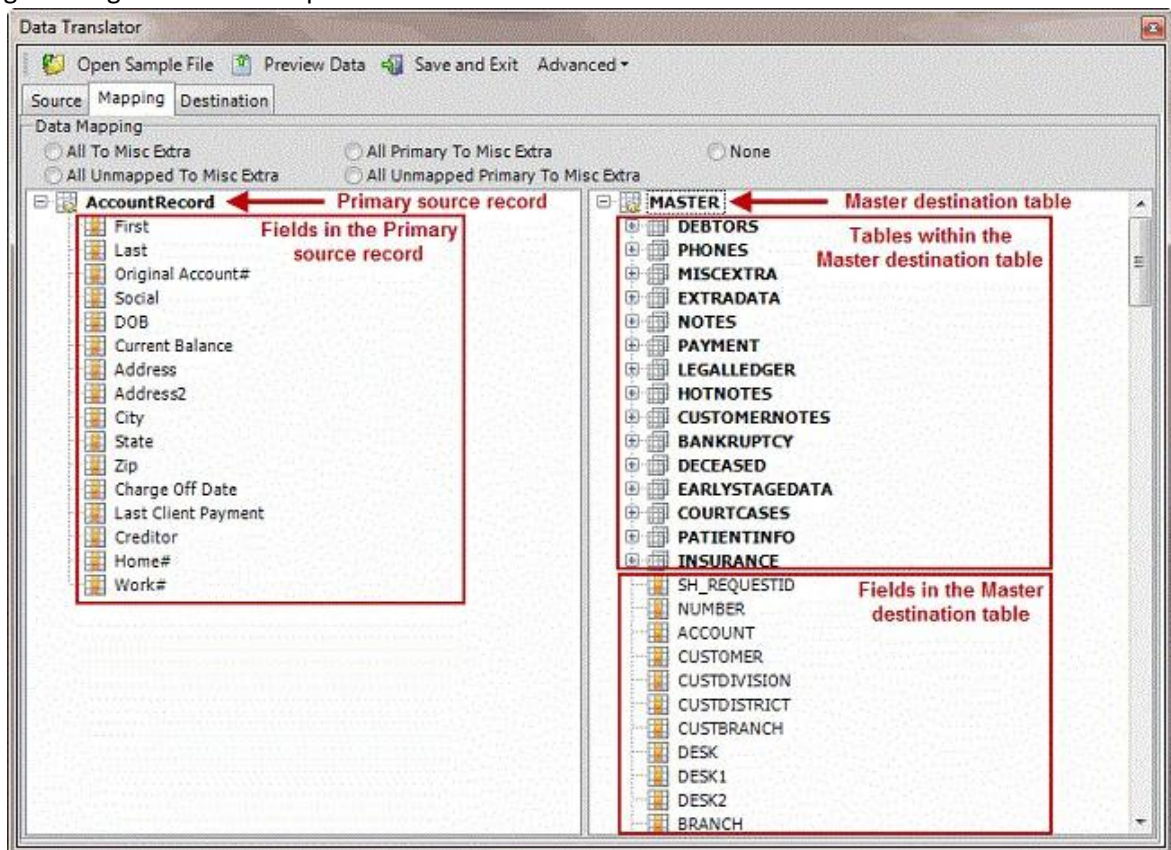 Data Translator
Open Sample File Preview Data Save and Exit Advanced
Source Mapping Destination
Data Mapping
All To Misc Extra All Primary To Misc Extra None
All Unmapped To Misc Extra All Unmapped Primary To Misc Extra
AccountRecord Primary source record
First
Last
Original Account#
Social
DOB
Current Balance
Address
Address2
City
State
Zip
Charge Off Date
Last Client Payment
Creditor
Home#
Work#
Fields in the Primary
source record
MASTER Master destination table
DEBTORS
PHONES
MISCEXTRA
EXTRADATA
NOTES
PAYMENT
LEGALLEDGER
HOTNOTES
CUSTOMERNOTES
BANKRUPTCY
DECEASED
EARLYSTAGEDATA
COURTCASES
PATIENTINFO
INSURANCE
Tables within the
Master destination table
SH_REQUESTID
NUMBER
ACCOUNT
CUSTOMER
CUSTDIVISION
CUSTDISTRICT
CUSTBRANCH
DESK
DESK1
DESK2
BRANCH
Fields in the Master
destination table